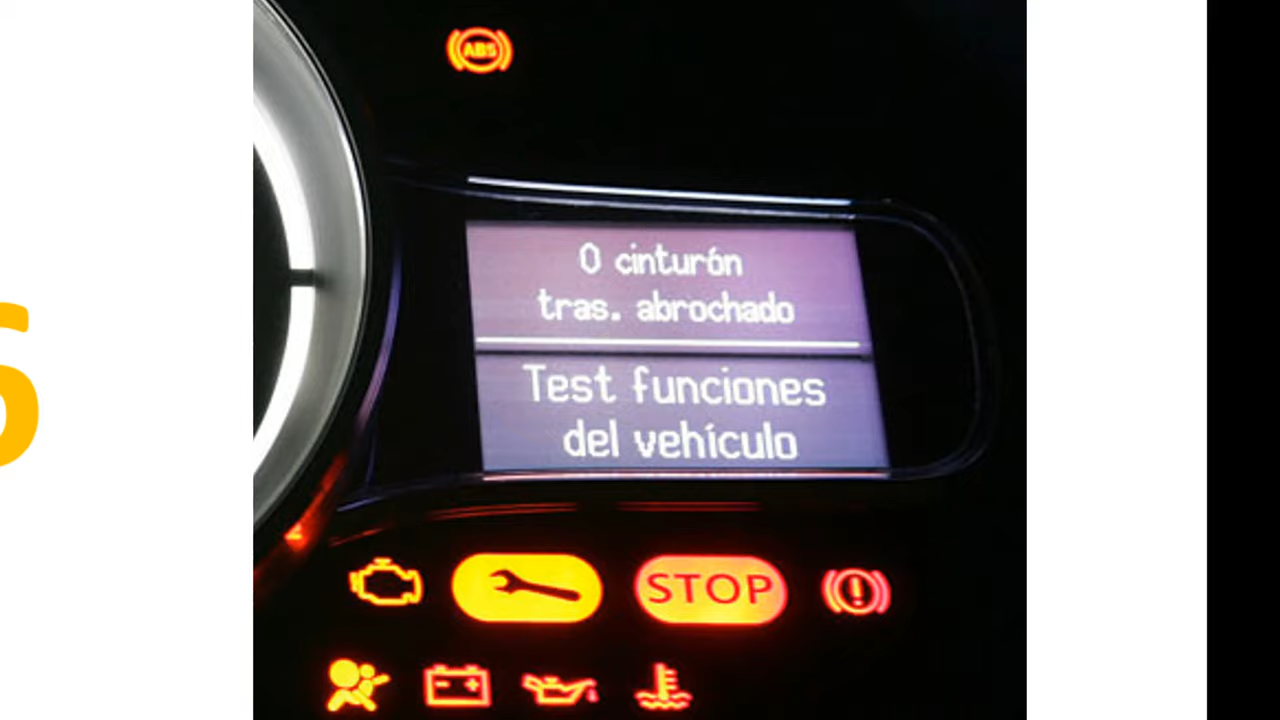 ABS
0 cinturón
tras. abrochado
Test funciones
del vehículo
STOP